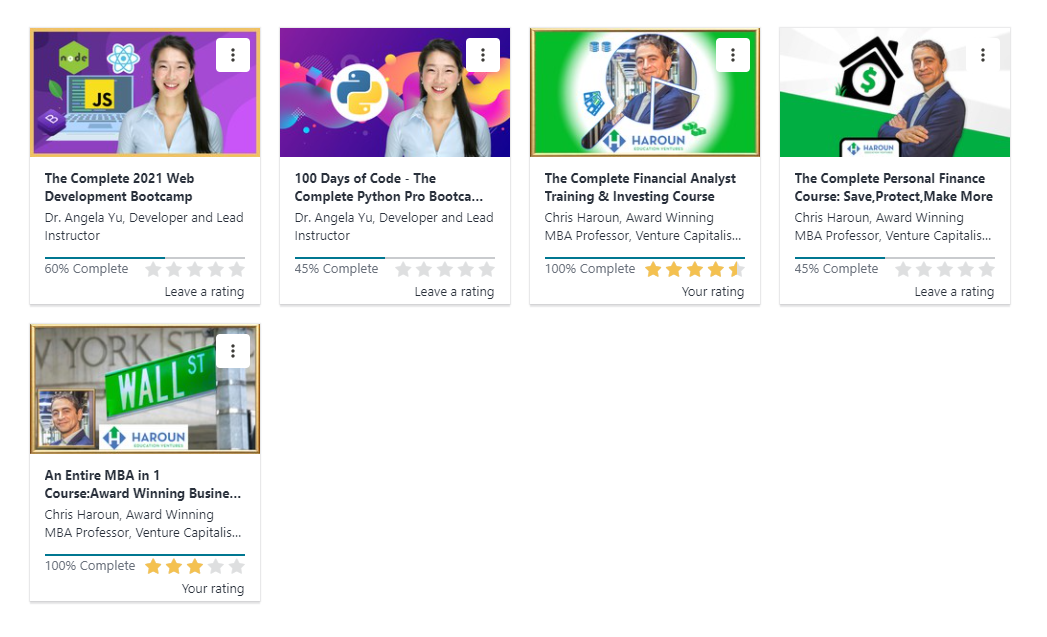 node
JS
B
The Complete 2021 Web
Development Bootcamp
Dr. Angela Yu, Developer and Lead
Instructor
60% Complete
Leave a rating
100 Days of Code - The
Complete Python Pro Bootca...
Dr. Angela Yu, Developer and Lead
Instructor
45% Complete
Leave a rating
HAROUN
EDUCATION VENTURES
The Complete Financial Analyst
Training & Investing Course
Chris Haroun, Award Winning
MBA Professor, Venture Capitalis...
100% Complete
Your rating
$
HAROUN
EDUCATION VENTURES
The Complete Personal Finance
Course: Save,Protect,Make More
Chris Haroun, Award Winning
MBA Professor, Venture Capitalis...
45% Complete
Leave a rating
W YORK ST
WALL ST
HAROUN
EDUCATION VENTURES
An Entire MBA in 1
Course:Award Winning Busine...
Chris Haroun, Award Winning
MBA Professor, Venture Capitalis...
100% Complete
Your rating